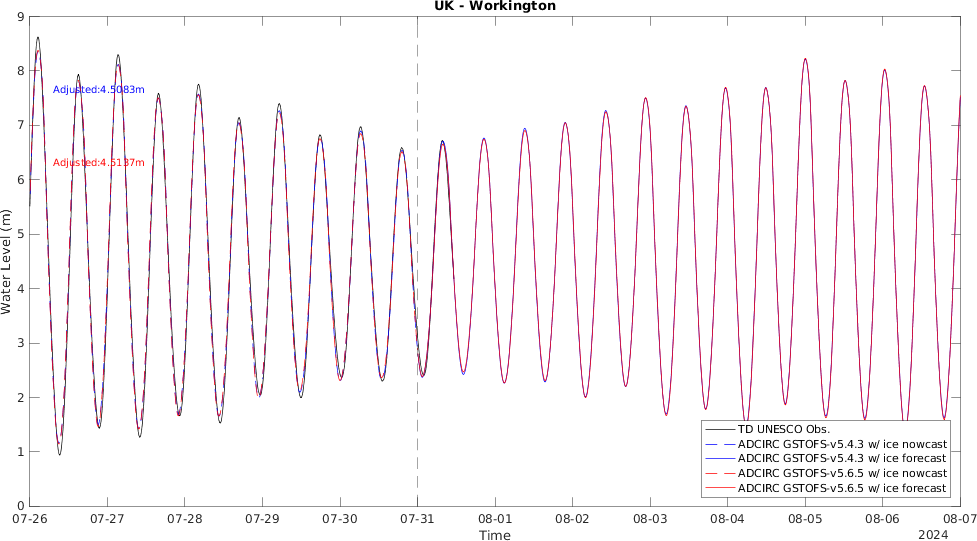 UK - Workington
9
8
7
6
5
4
3
2
1
0
Water Level (m)
Adjusted:4.5083m
Adjusted:4.5137m
TD UNESCO Obs.
ADCIRC GSTOFS-v5.4.3 w/ ice nowcast
ADCIRC GSTOFS-v5.4.3 w/ ice forecast
ADCIRC GSTOFS-v5.6.5 w/ ice nowcast
ADCIRC GSTOFS-v5.6.5 w/ ice forecast
07-26 07-27 07-28 07-29 07-30 07-31 08-01 08-02 08-03 08-04 08-05 08-06 08-07
Time
2024